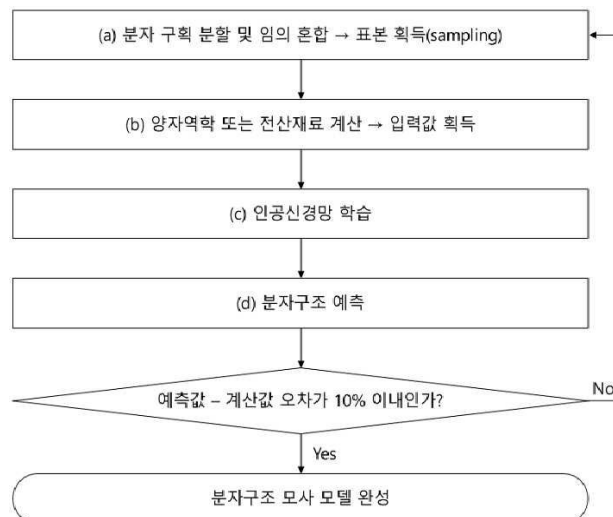 (a) 분자 구획 분할 및 임의 혼합 → 표본 획득(sampling)
(b) 양자역학 또는 전산재료 계산 → 입력값 획득
(c) 인공신경망 학습
(d) 분자구조 예측
예측값 – 계산값 오차가 10% 이내인가?
No
Yes
분자구조 모사 모델 완성